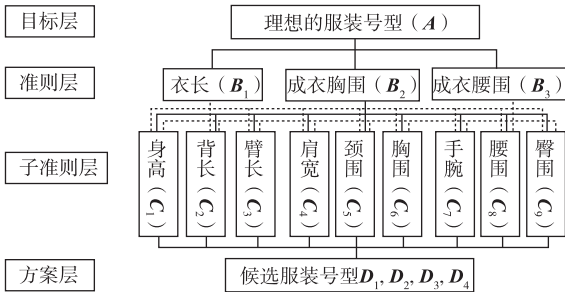 目标层
理想的服装号型（A）
准则层
衣长（B₁）
成衣胸围（B₂）
成衣腰围（B₃）
子准则层
身高（C₁）
背长（C₂）
臂长（C₃）
肩宽（C₄）
颈围（C₅）
胸围（C₆）
手腕（C₇）
腰围（C₈）
臀围（C₉）
方案层
候选服装号型D₁, D₂, D₃, D₄